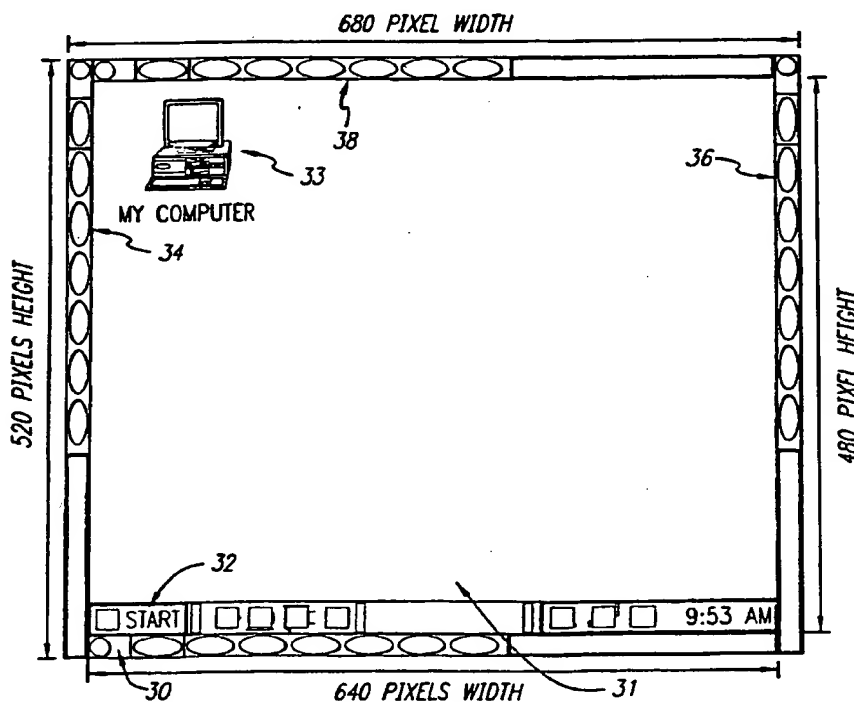 680 PIXEL WIDTH
38
36
33
MY COMPUTER
34
520 PIXELS HEIGHT
480 PIXEL HEIGHT
32
START
9:53 AM
30
640 PIXELS WIDTH
31